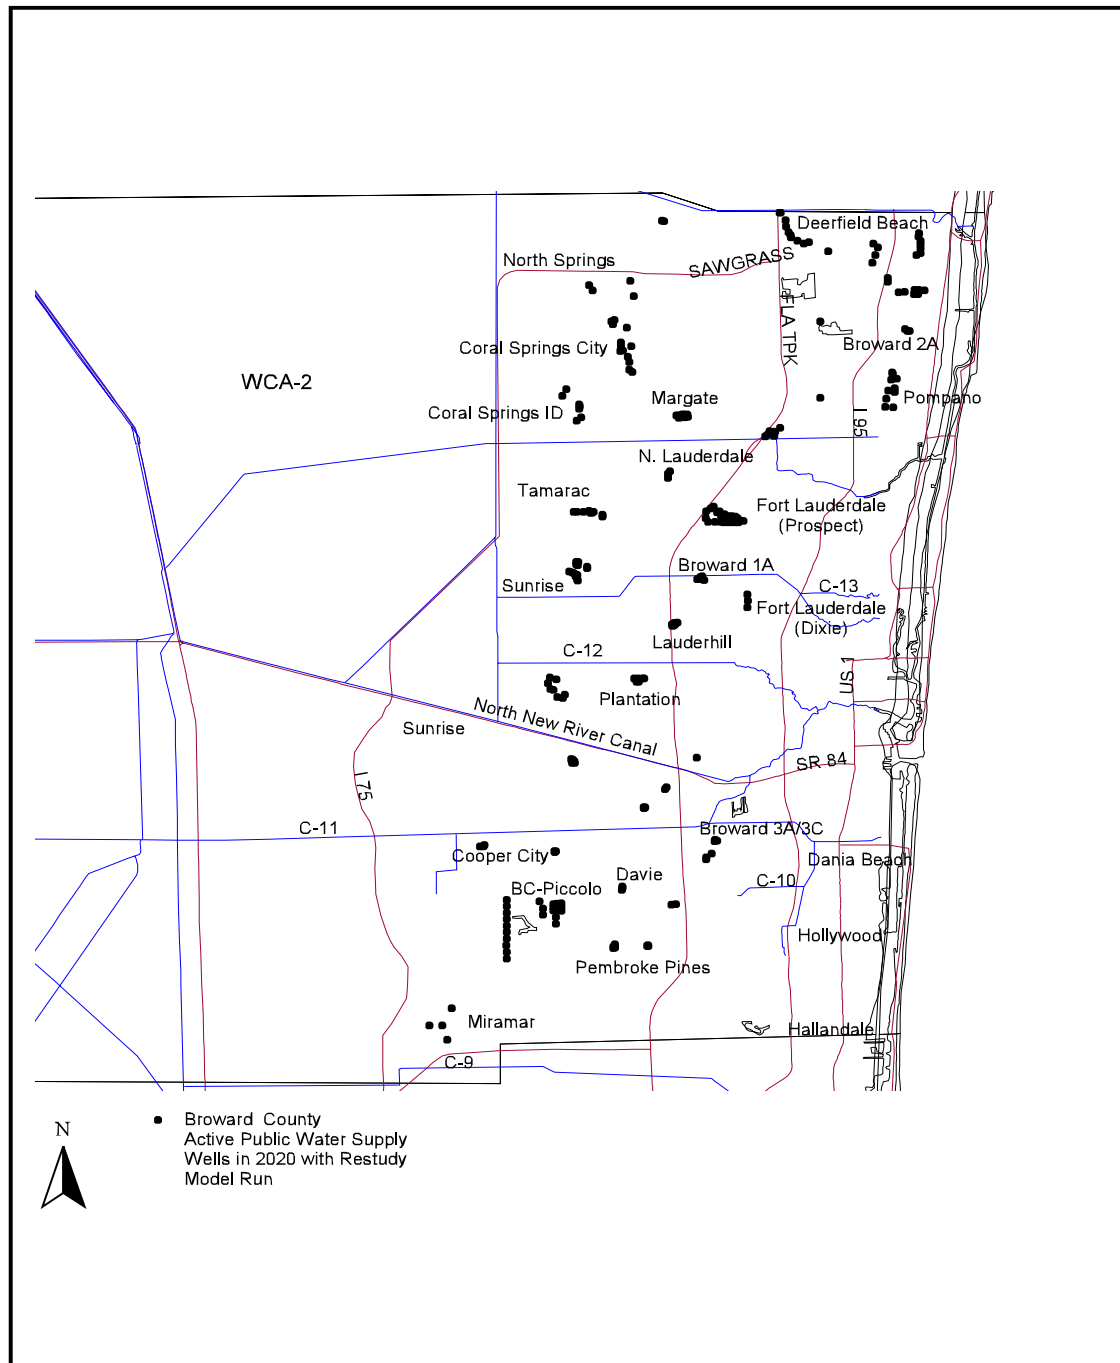 Deerfield Beach
North Springs
SAWGRASS
FLA TPK
Coral Springs City
Broward 2A
WCA-2
Coral Springs ID
Margate
Pompano
I 95
N. Lauderdale
Tamarac
Fort Lauderdale
(Prospect)
Broward 1A
Sunrise
C-13
Fort Lauderdale
(Dixie)
Lauderhill
C-12
US 1
Plantation
North New River Canal
Sunrise
SR 84
I 75
C-11
Broward 3A/3C
Cooper City
Dania Beach
Davie
C-10
BC-Piccolo
Hollywood
Pembroke Pines
Miramar
Hallandale
C-9
N
Broward County
Active Public Water Supply
Wells in 2020 with Restudy
Model Run